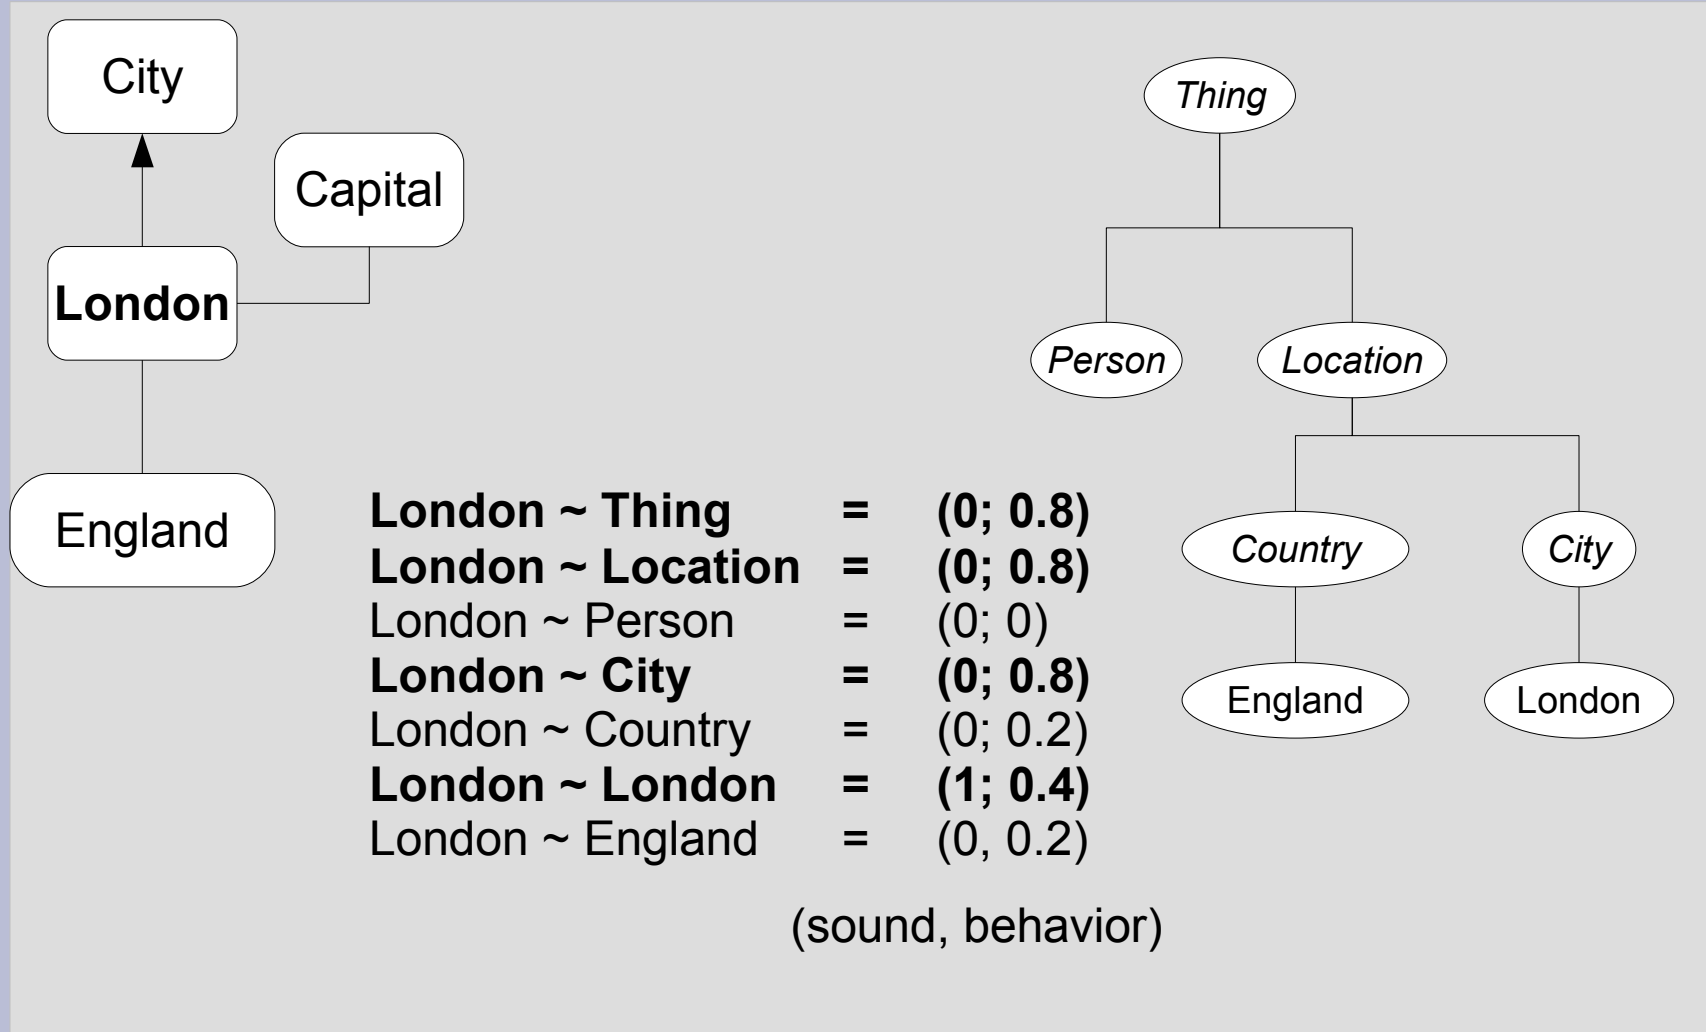 City
Capital
London
England
Thing
Person
Location
Country
City
England
London
London ~ Thing = (0; 0.8)
London ~ Location = (0; 0.8)
London ~ Person = (0; 0)
London ~ City = (0; 0.8)
London ~ Country = (0; 0.2)
London ~ London = (1; 0.4)
London ~ England = (0, 0.2)
(sound, behavior)